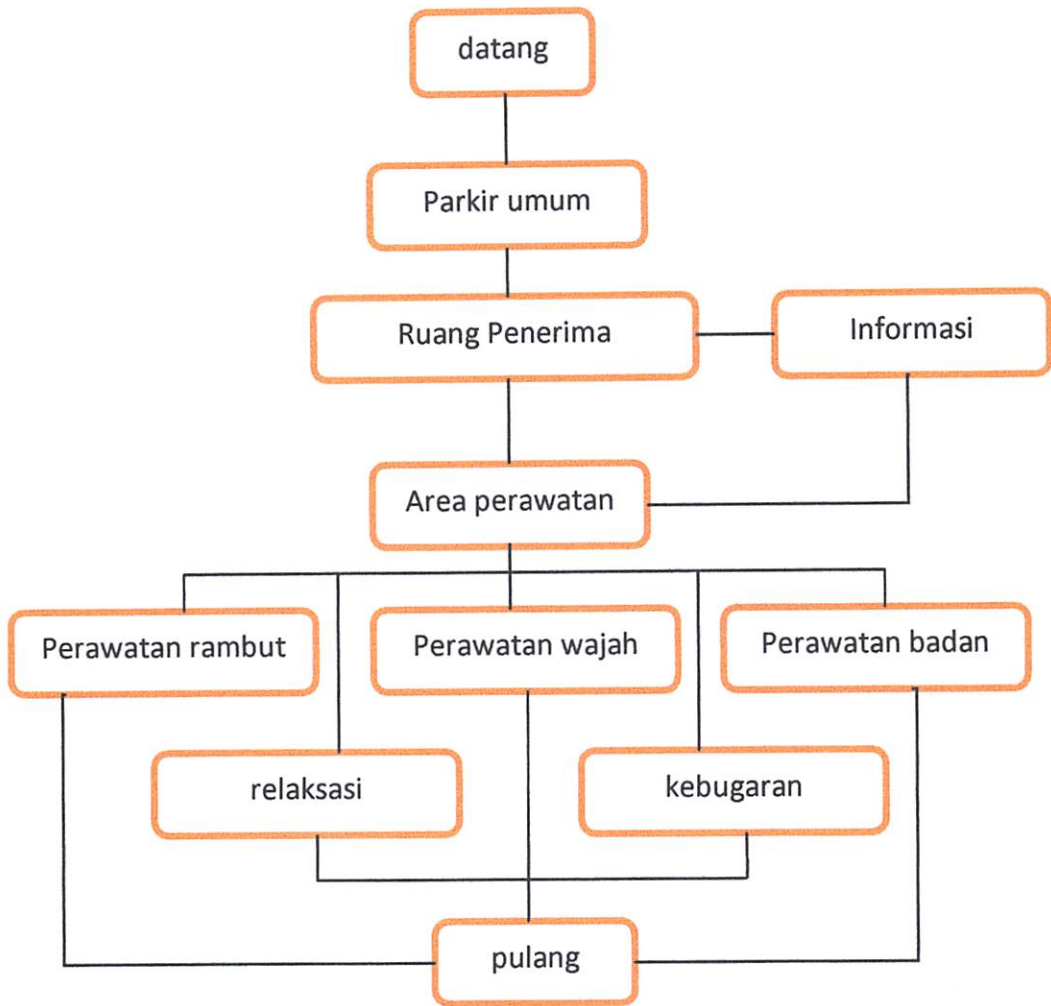 datang
Parkir umum
Ruang Penerima
Informasi
Area perawatan
Perawatan rambut
Perawatan wajah
Perawatan badan
relaksasi
kebugaran
pulang